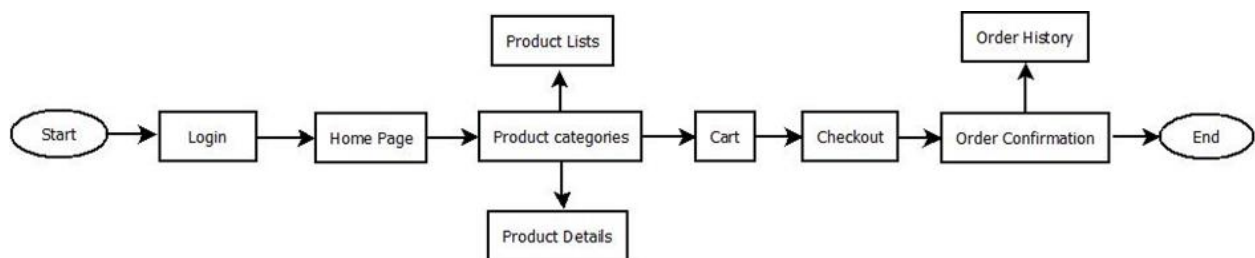 Product Lists
Order History
Start
Login
Home Page
Product categories
Cart
Checkout
Order Confirmation
End
Product Details